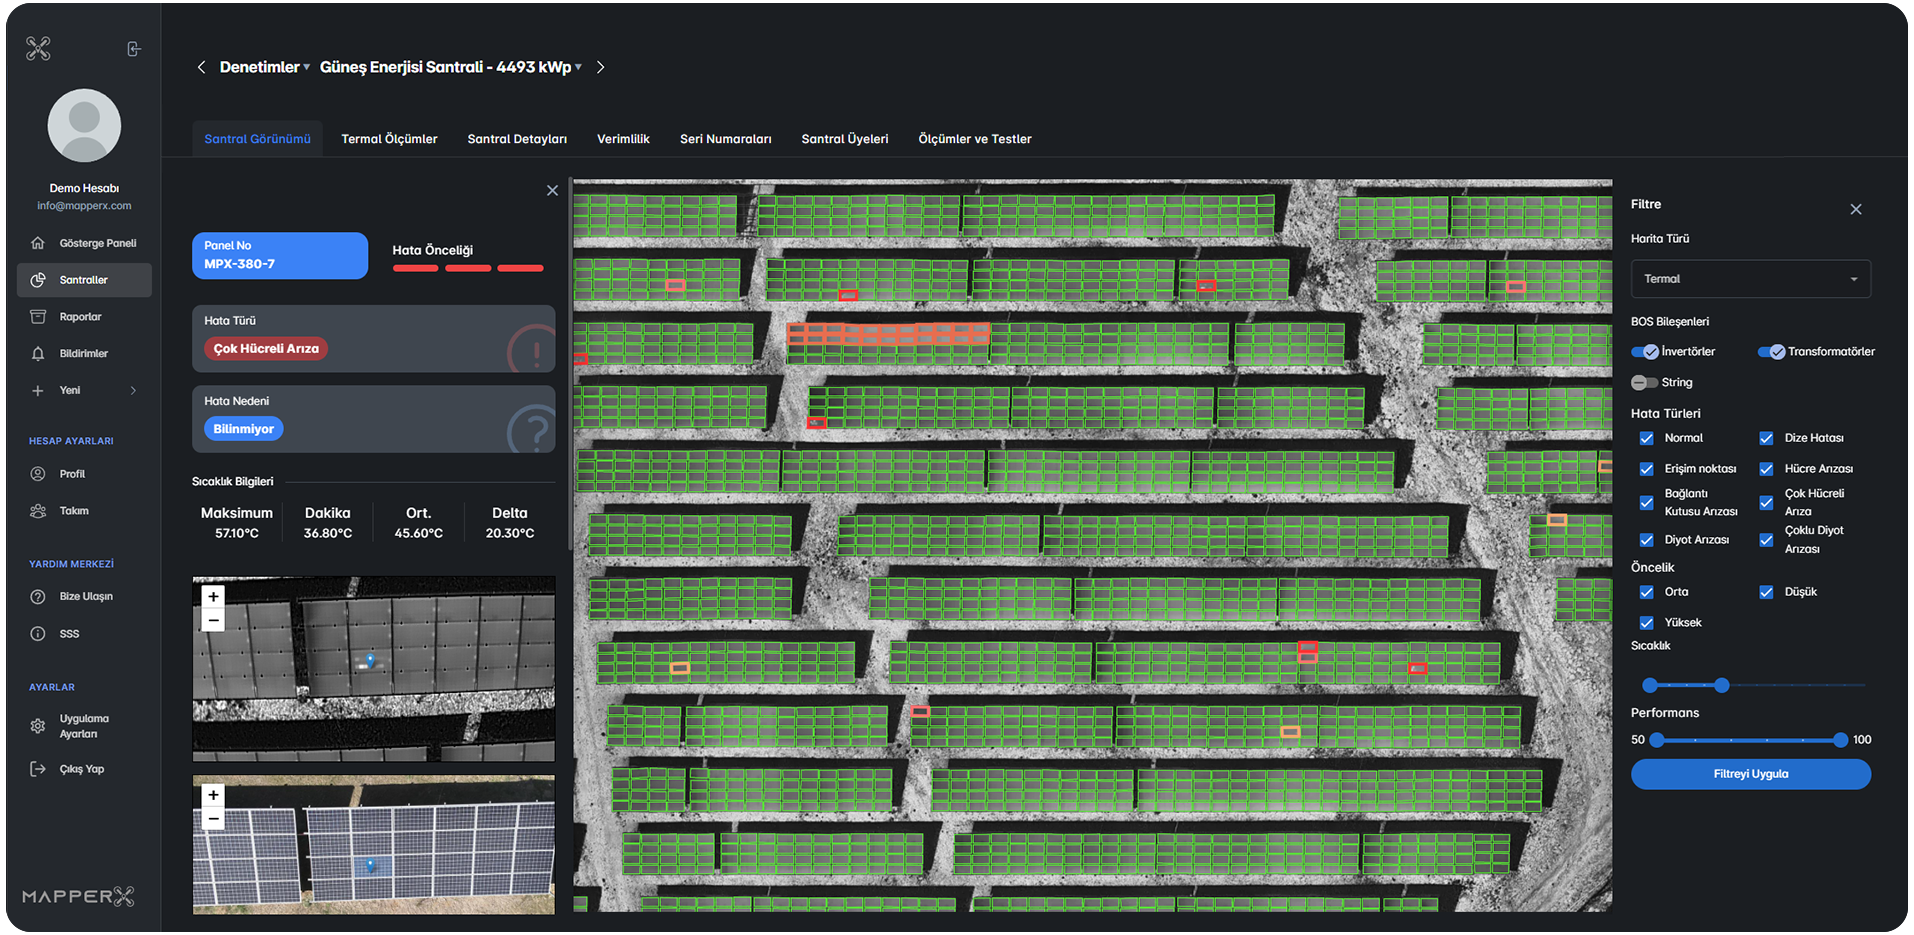 Demo Hesabı
info@mapperx.com
Gösterge Paneli
Santraller
Raporlar
Bildirimler
Yeni
HESAP AYARLARI
Profil
Takım
YARDIM MERKEZİ
Bize Ulaşın
SSS
AYARLAR
Uygulama
Ayarları
Çıkış Yap
MAPPERX
Denetimler
Güneş Enerjisi Santrali - 4493 kWp
Santral Görünümü
Termal Ölçümler
Santral Detayları
Verimlilik
Seri Numaraları
Santral Üyeleri
Ölçümler ve Testler
Panel No
MPX-380-7
Hata Önceliği
Hata Türü
Çok Hücreli Arıza
Hata Nedeni
Bilinmiyor
Sıcaklık Bilgileri
Maksimum
57.10°C
Dakika
36.80°C
Ort.
45.60°C
Delta
20.30°C
+
−
+
−
Filtre
Harita Türü
Termal
BOS Bileşenleri
İnvertörler
Transformatörler
String
Hata Türleri
Normal
Dize Hatası
Erişim noktası
Hücre Arızası
Bağlantı
Kutusu Arızası
Çok Hücreli
Arıza
Diyot Arızası
Çoklu Diyot
Arızası
Öncelik
Orta
Düşük
Yüksek
Sıcaklık
Performans
50
100
Filtreyi Uygula